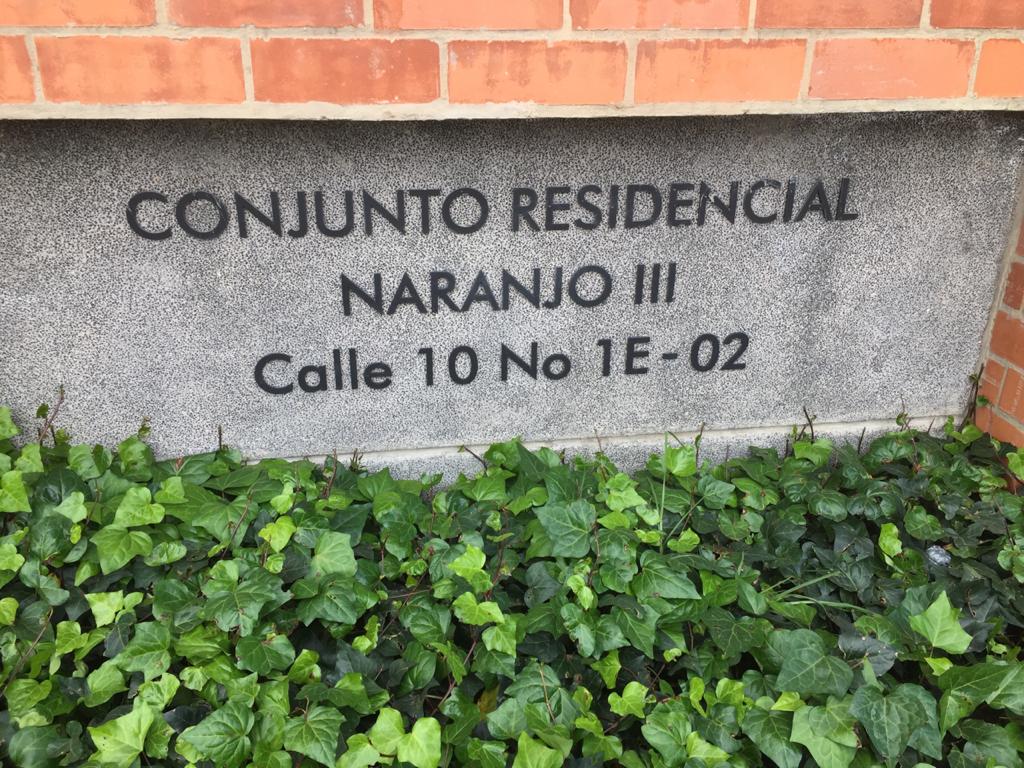 CONJUNTO RESIDENCIAL
NARANJO III
Calle 10 No 1E-02